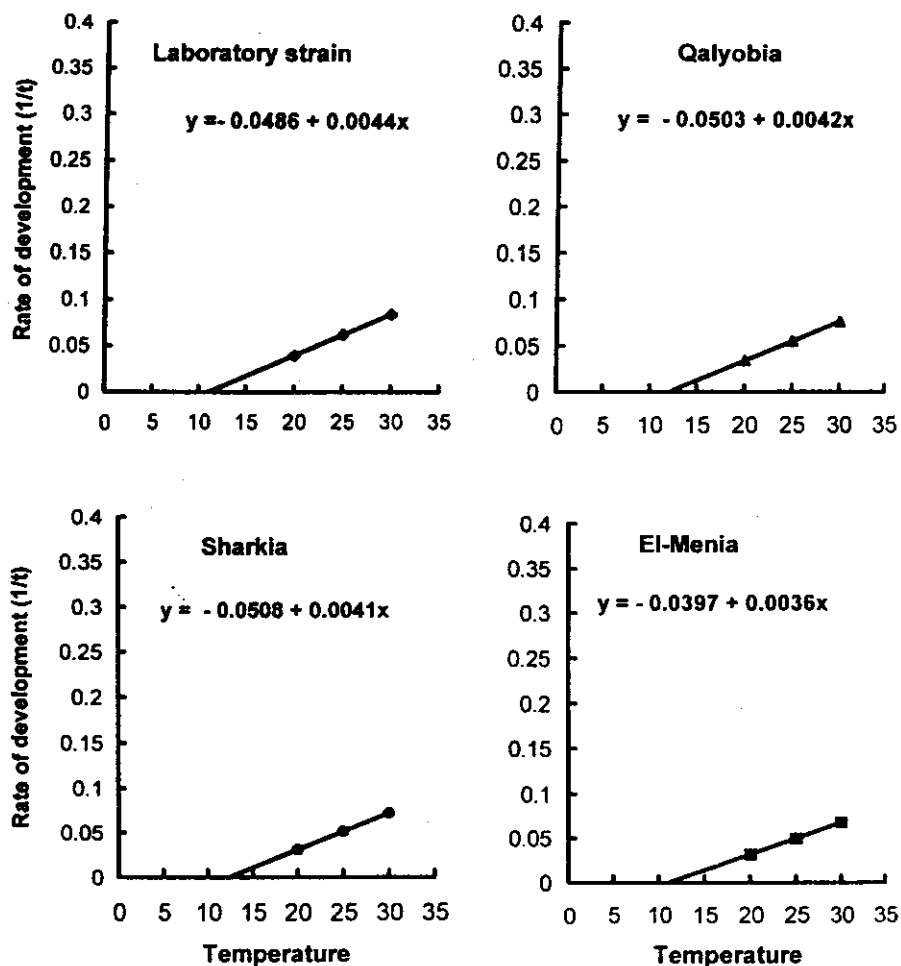 Laboratory strain
y =- 0.0486 + 0.0044x
Rate of development (1/t)
0.4
0.35
0.3
0.25
0.2
0.15
0.1
0.05
0
0 5 10 15 20 25 30 35
Qalyobia
y = - 0.0503 + 0.0042x
0.4
0.35
0.3
0.25
0.2
0.15
0.1
0.05
0
0 5 10 15 20 25 30 35
Sharkia
y = - 0.0508 + 0.0041x
Rate of development (1/t)
0.4
0.35
0.3
0.25
0.2
0.15
0.1
0.05
0
0 5 10 15 20 25 30 35
Temperature
El-Menia
y = - 0.0397 + 0.0036x
0.4
0.35
0.3
0.25
0.2
0.15
0.1
0.05
0
0 5 10 15 20 25 30 35
Temperature